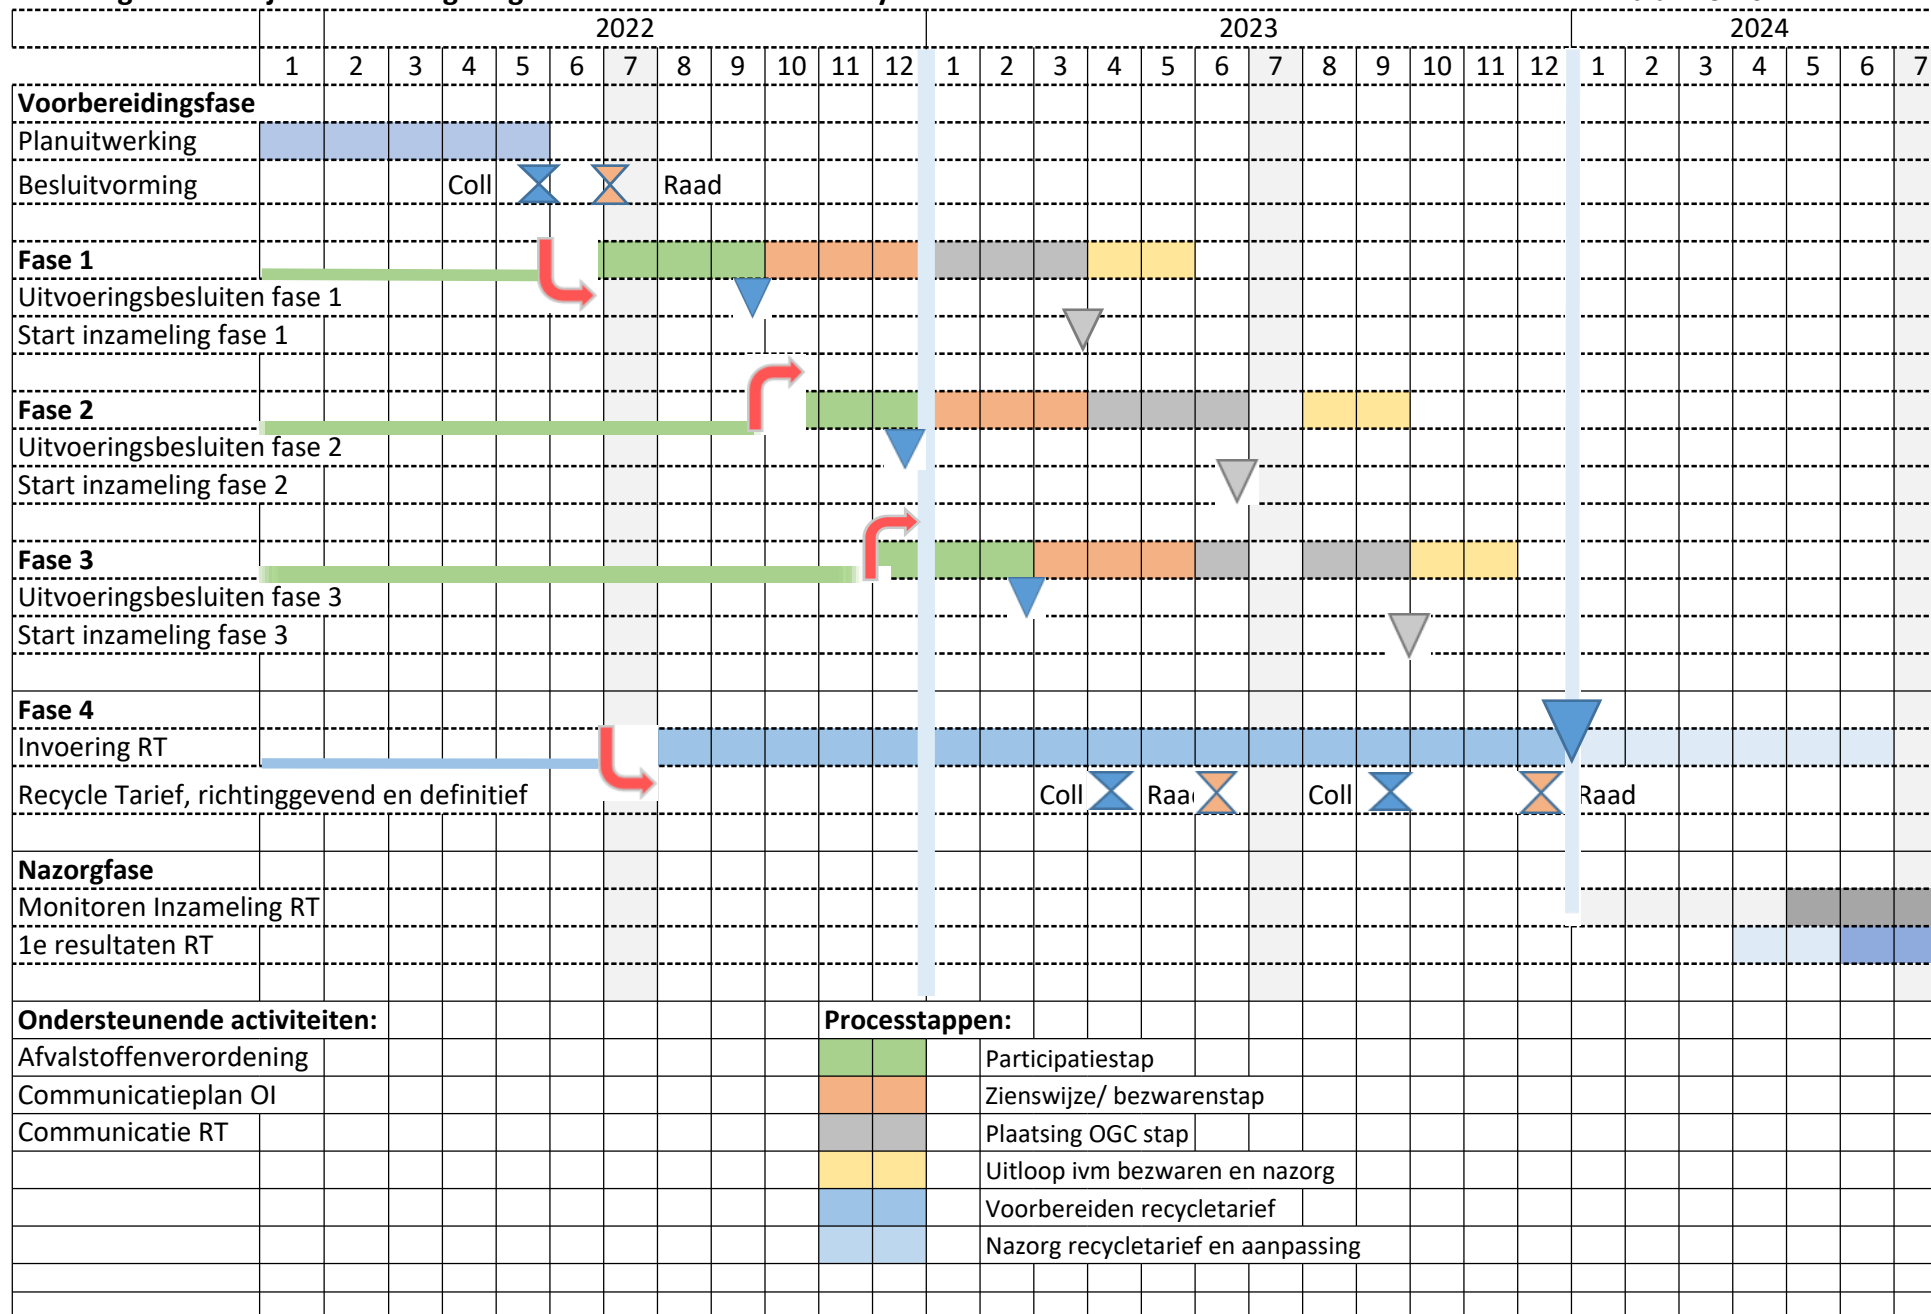 2022 2023 2024
1 2 3 4 5 6 7 8 9 10 11 12 1 2 3 4 5 6 7 8 9 10 11 12 1 2 3 4 5 6 7
Voorbereidingsfase
Planuitwerking
Besluitvorming Coll Raad
Fase 1
Uitvoeringsbesluiten fase 1
Start inzameling fase 1
Fase 2
Uitvoeringsbesluiten fase 2
Start inzameling fase 2
Fase 3
Uitvoeringsbesluiten fase 3
Start inzameling fase 3
Fase 4
Invoering RT
Recycle Tarief, richtinggevend en definitief Coll Raa Coll Raad
Nazorgfase
Monitoren Inzameling RT
1e resultaten RT
Ondersteunende activiteiten: Processtappen:
Afvalstoffenverordening Participatiestap
Communicatieplan OI Zienswijze/ bezwarenstap
Communicatie RT Plaatsing OGC stap
Uitloop ivm bezwaren en nazorg
Voorbereiden recycletarief
Nazorg recycletarief en aanpassing